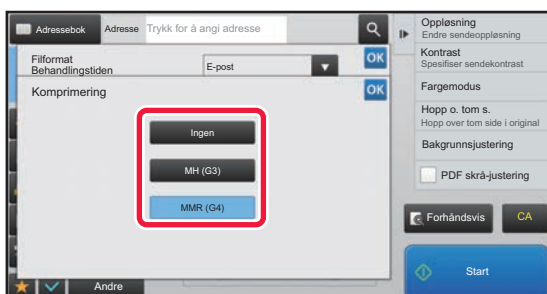 Adressebok
Adresse
Trykk for å angi adresse
Filformat
Behandlingstiden
E-post
OK
Komprimering
OK
Ingen
MH (G3)
MMR (G4)
Andre
Oppløsning
Endre sendeoppløsning
Kontrast
Spesifiser sendekontrast
Fargemodus
Hopp o. tom s.
Hopp over tom side i original
Bakgrunnsjustering
PDF skrå-justering
Forhåndsvis
CA
Start